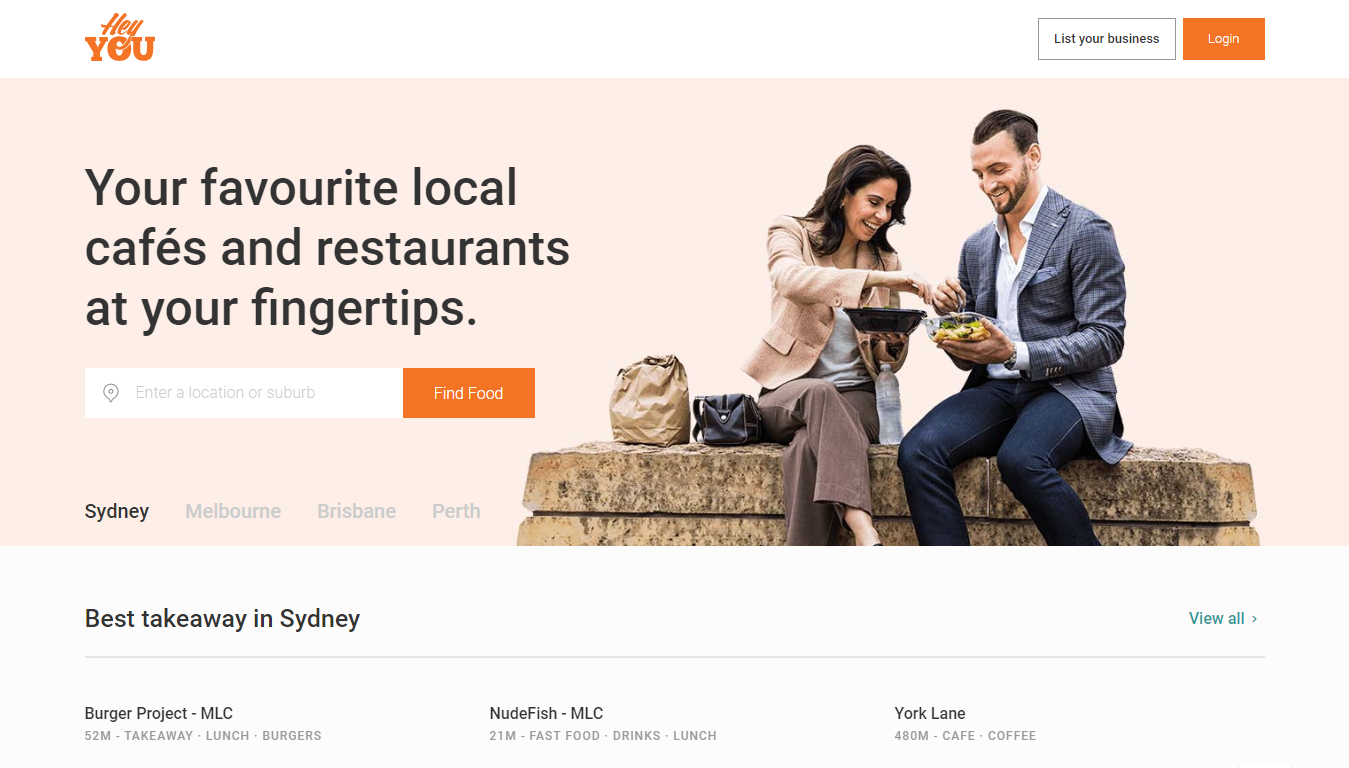 Hey
YOU
List your business
Login
Your favourite local
cafés and restaurants
at your fingertips.
Enter a location or suburb
Find Food
Sydney
Melbourne
Brisbane
Perth
Best takeaway in Sydney
View all
Burger Project - MLC
52M - TAKEAWAY · LUNCH · BURGERS
NudeFish - MLC
21M - FAST FOOD · DRINKS · LUNCH
York Lane
480M - CAFE · COFFEE